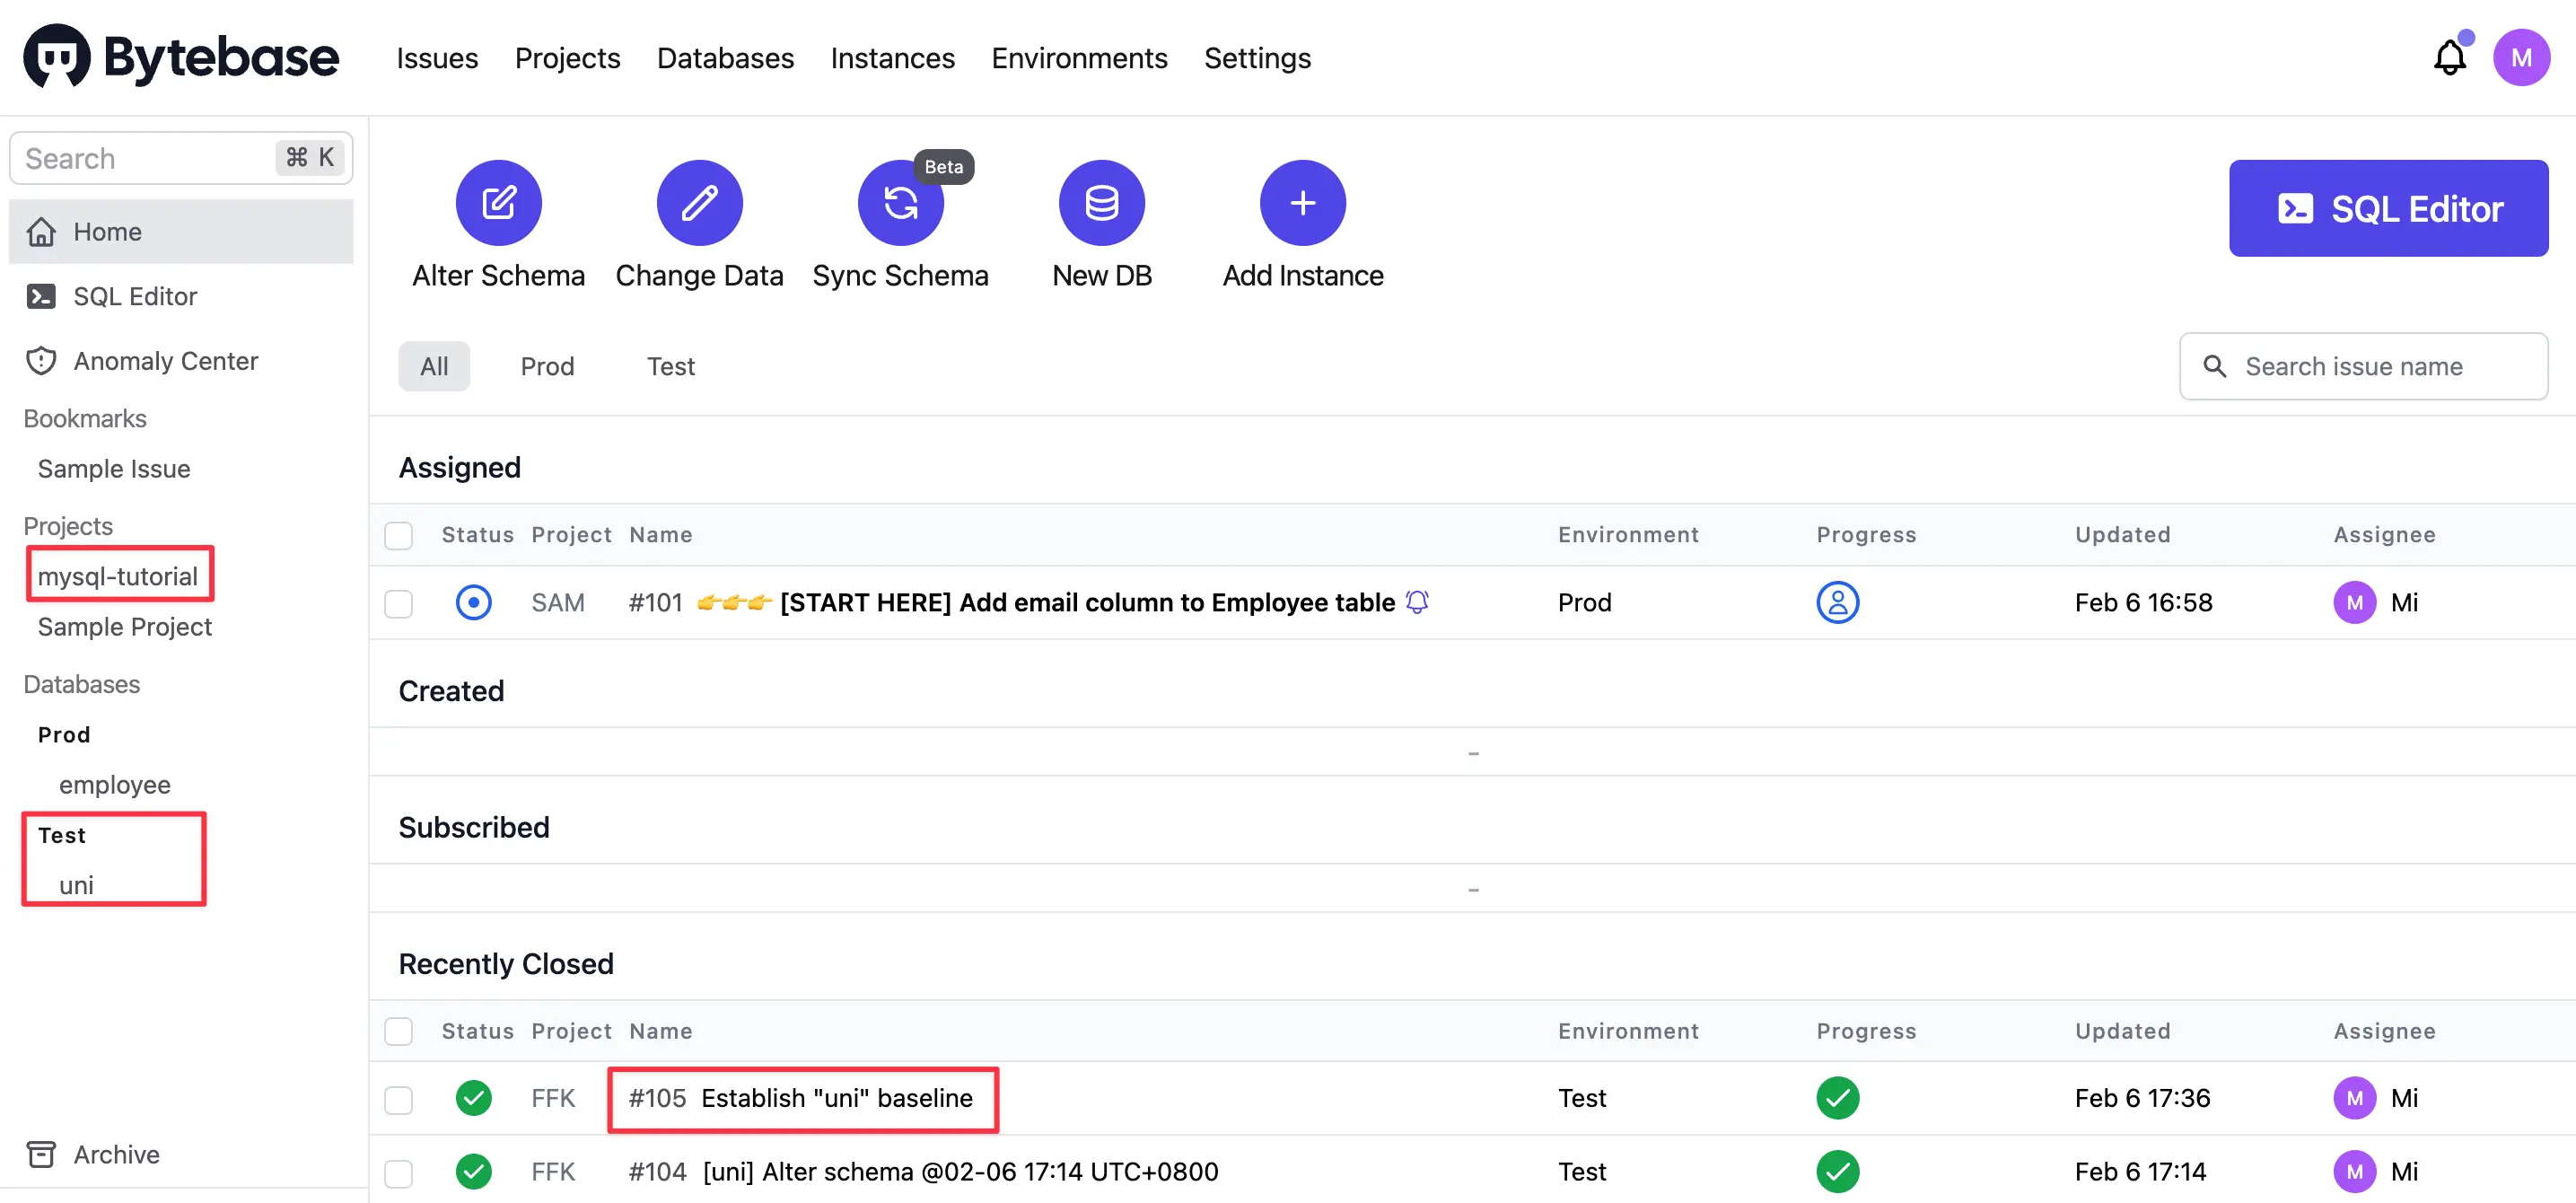 Bytebase
Issues Projects Databases Instances Environments Settings
M
Search ⌘ K
Home
SQL Editor
Anomaly Center
Bookmarks
Sample Issue
Projects
mysql-tutorial
Sample Project
Databases
Prod
employee
Test
uni
Archive
Beta
Alter Schema Change Data Sync Schema New DB Add Instance
SQL Editor
All Prod Test
Search issue name
Assigned
Status Project Name Environment Progress Updated Assignee
SAM #101 👉👉👉 [START HERE] Add email column to Employee table Prod Feb 6 16:58 M Mi
Created
-
Subscribed
-
Recently Closed
Status Project Name Environment Progress Updated Assignee
FFK #105 Establish "uni" baseline Test Feb 6 17:36 M Mi
FFK #104 [uni] Alter schema @02-06 17:14 UTC+0800 Test Feb 6 17:14 M Mi